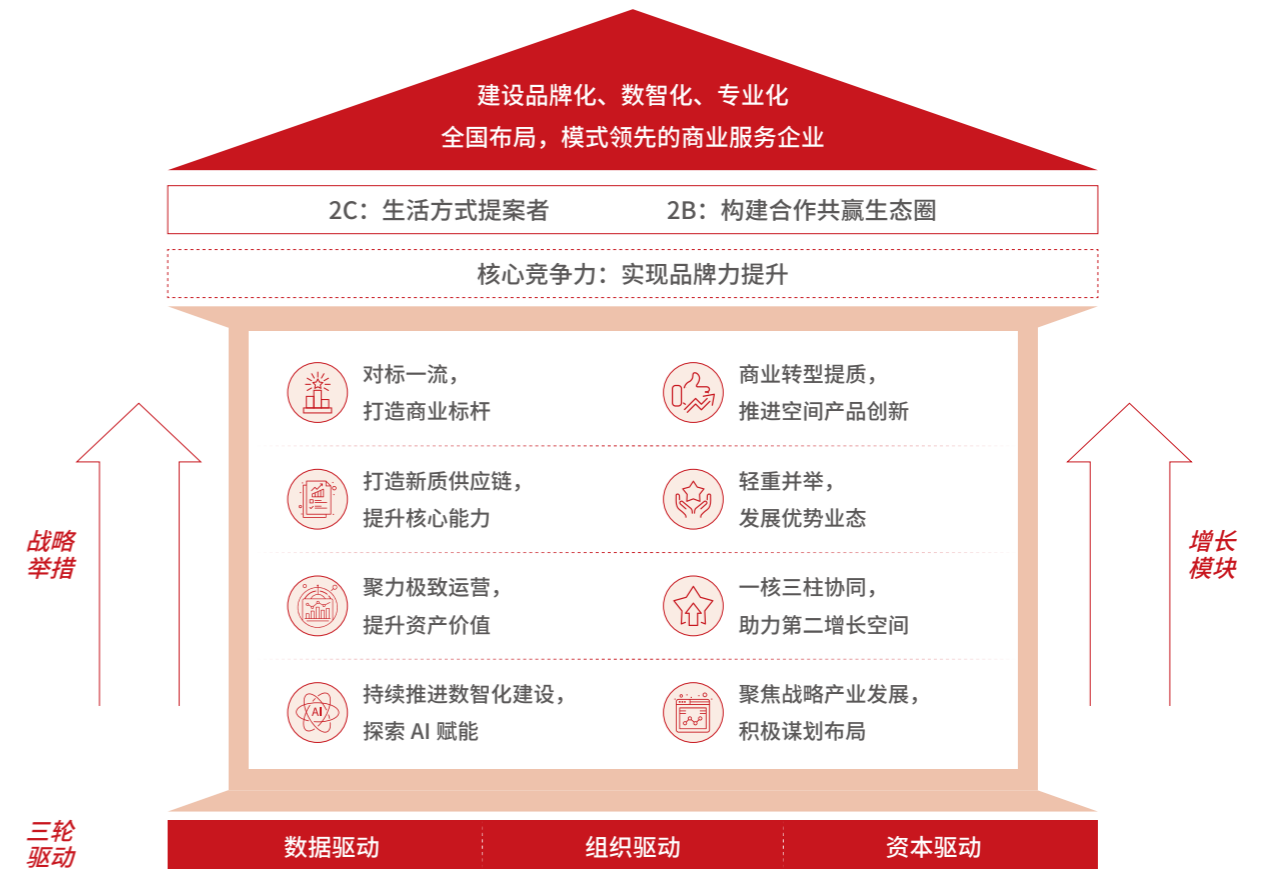 建设品牌化、数智化、专业化
全国布局，模式领先的商业服务企业
2C：生活方式提案者
2B：构建合作共赢生态圈
核心竞争力：实现品牌力提升
战略
举措
对标一流，
打造商业标杆
打造新质供应链，
提升核心能力
聚力极致运营，
提升资产价值
AI
持续推进数智化建设，
探索 AI 赋能
商业转型提质，
推进空间产品创新
轻重并举，
发展优势业态
一核三柱协同，
助力第二增长空间
聚焦战略产业发展，
积极谋划布局
增长
模块
三轮
驱动
数据驱动
组织驱动
资本驱动